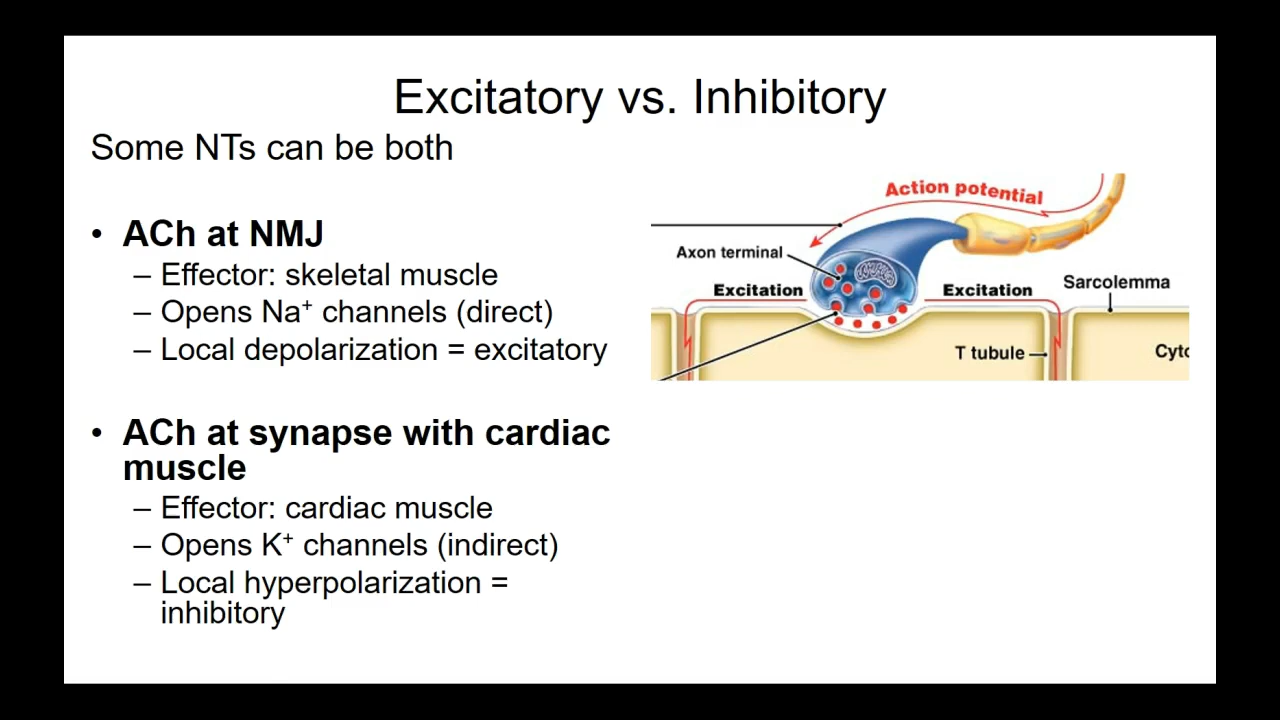 Excitatory vs. Inhibitory
Some NTs can be both
• ACh at NMJ
– Effector: skeletal muscle
– Opens Na⁺ channels (direct)
– Local depolarization = excitatory
• ACh at synapse with cardiac
muscle
– Effector: cardiac muscle
– Opens K⁺ channels (indirect)
– Local hyperpolarization =
inhibitory
Action potential
Axon terminal
Excitation
Excitation
Sarcolemma
T tubule
Cyto